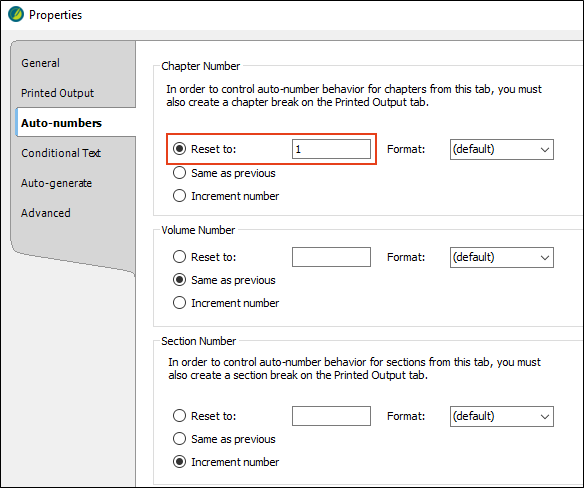 Properties
General
Printed Output
Auto-numbers
Conditional Text
Auto-generate
Advanced
Chapter Number
In order to control auto-number behavior for chapters from this tab, you must
also create a chapter break on the Printed Output tab.
Reset to: 1 Format: (default)
Same as previous
Increment number
Volume Number
Reset to: Format: (default)
Same as previous
Increment number
Section Number
In order to control auto-number behavior for sections from this tab, you must
also create a section break on the Printed Output tab.
Reset to: Format: (default)
Same as previous
Increment number